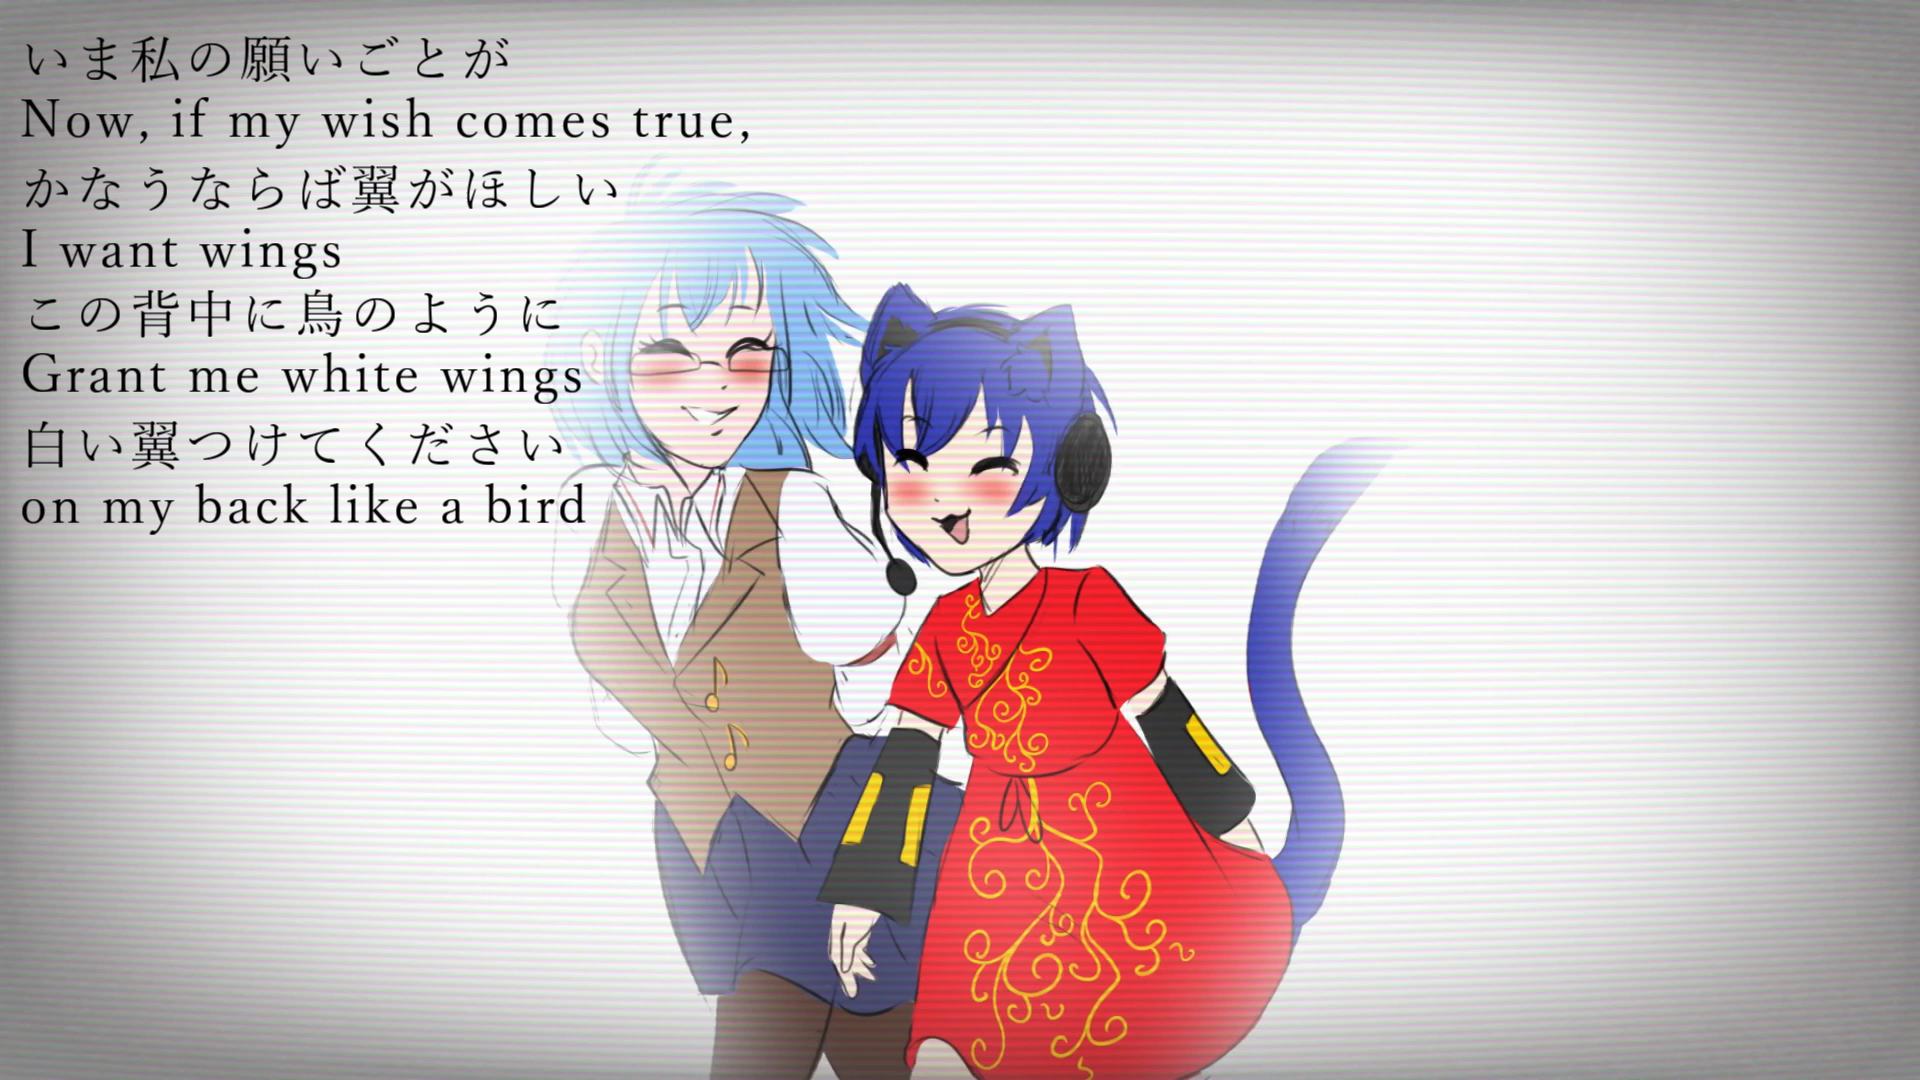 いま私の願いごとが
Now, if my wish comes true,
かなうならば翼がほしい
I want wings
この背中に鳥のように
Grant me white wings
白い翼つけてください
on my back like a bird